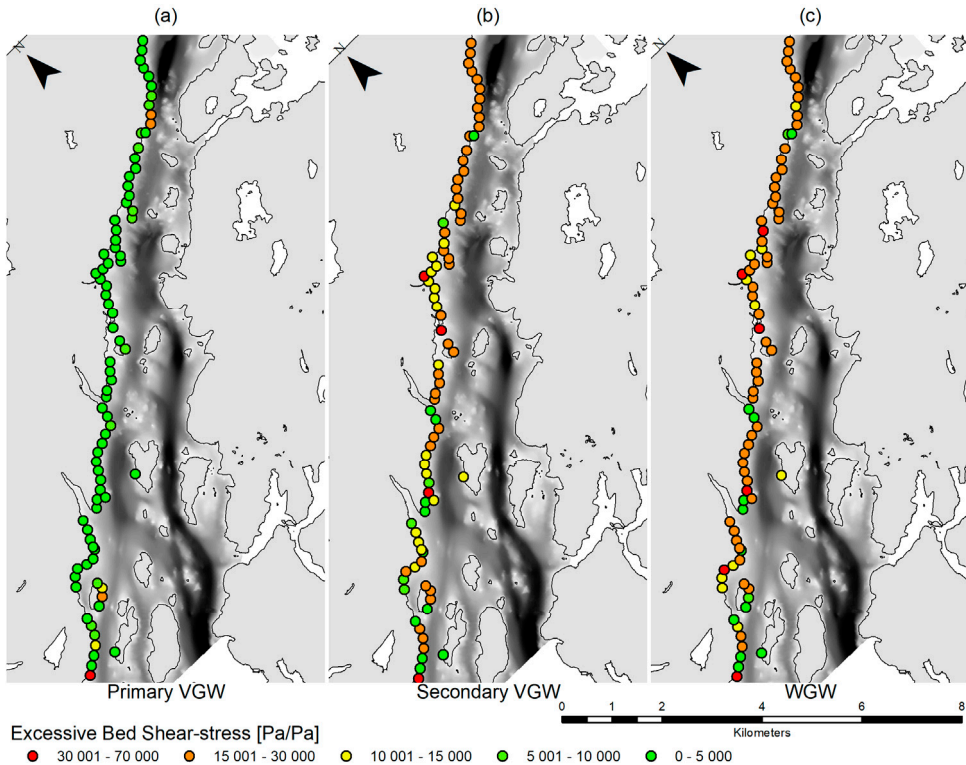 (a) (b) (c)
N N N
Primary VGW Secondary VGW WGW
0 1 2 4 6 8
Kilometers
Excessive Bed Shear-stress [Pa/Pa]
30 001 - 70 000 15 001 - 30 000 10 001 - 15 000 5 001 - 10 000 0 - 5 000